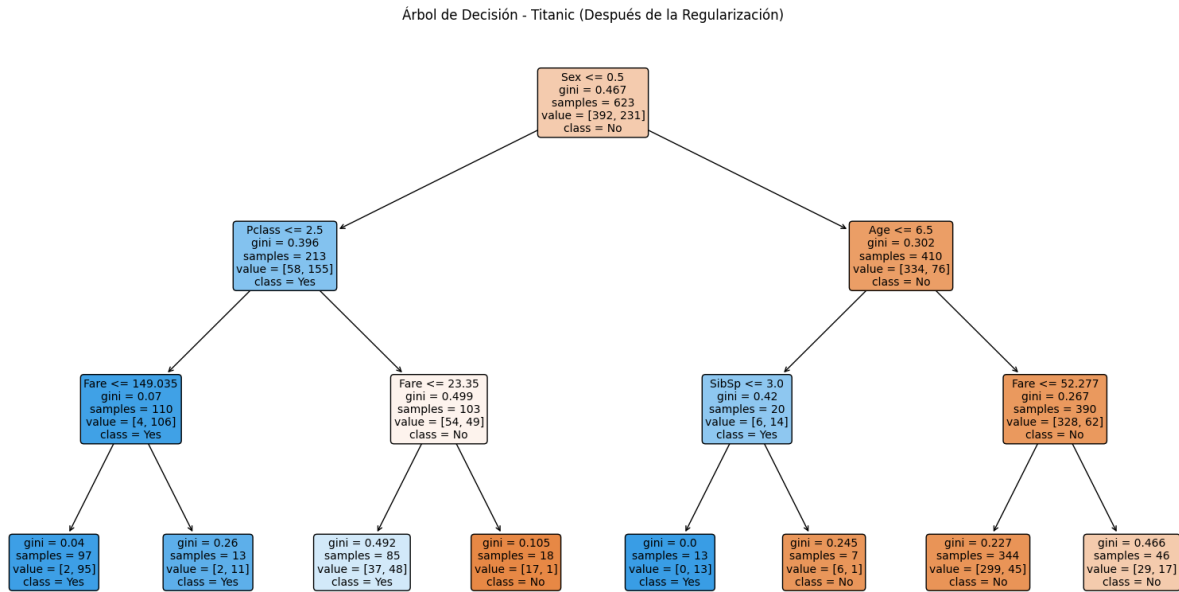 Árbol de Decisión - Titanic (Después de la Regularización)
Sex <= 0.5
gini = 0.467
samples = 623
value = [392, 231]
class = No
Pclass <= 2.5
gini = 0.396
samples = 213
value = [58, 155]
class = Yes
Age <= 6.5
gini = 0.302
samples = 410
value = [334, 76]
class = No
Fare <= 149.035
gini = 0.07
samples = 110
value = [4, 106]
class = Yes
Fare <= 23.35
gini = 0.499
samples = 103
value = [54, 49]
class = No
SibSp <= 3.0
gini = 0.42
samples = 20
value = [6, 14]
class = Yes
Fare <= 52.277
gini = 0.267
samples = 390
value = [328, 62]
class = No
gini = 0.04
samples = 97
value = [2, 95]
class = Yes
gini = 0.26
samples = 13
value = [2, 11]
class = Yes
gini = 0.492
samples = 85
value = [37, 48]
class = Yes
gini = 0.105
samples = 18
value = [17, 1]
class = No
gini = 0.0
samples = 13
value = [0, 13]
class = Yes
gini = 0.245
samples = 7
value = [6, 1]
class = No
gini = 0.227
samples = 344
value = [299, 45]
class = No
gini = 0.466
samples = 46
value = [29, 17]
class = No